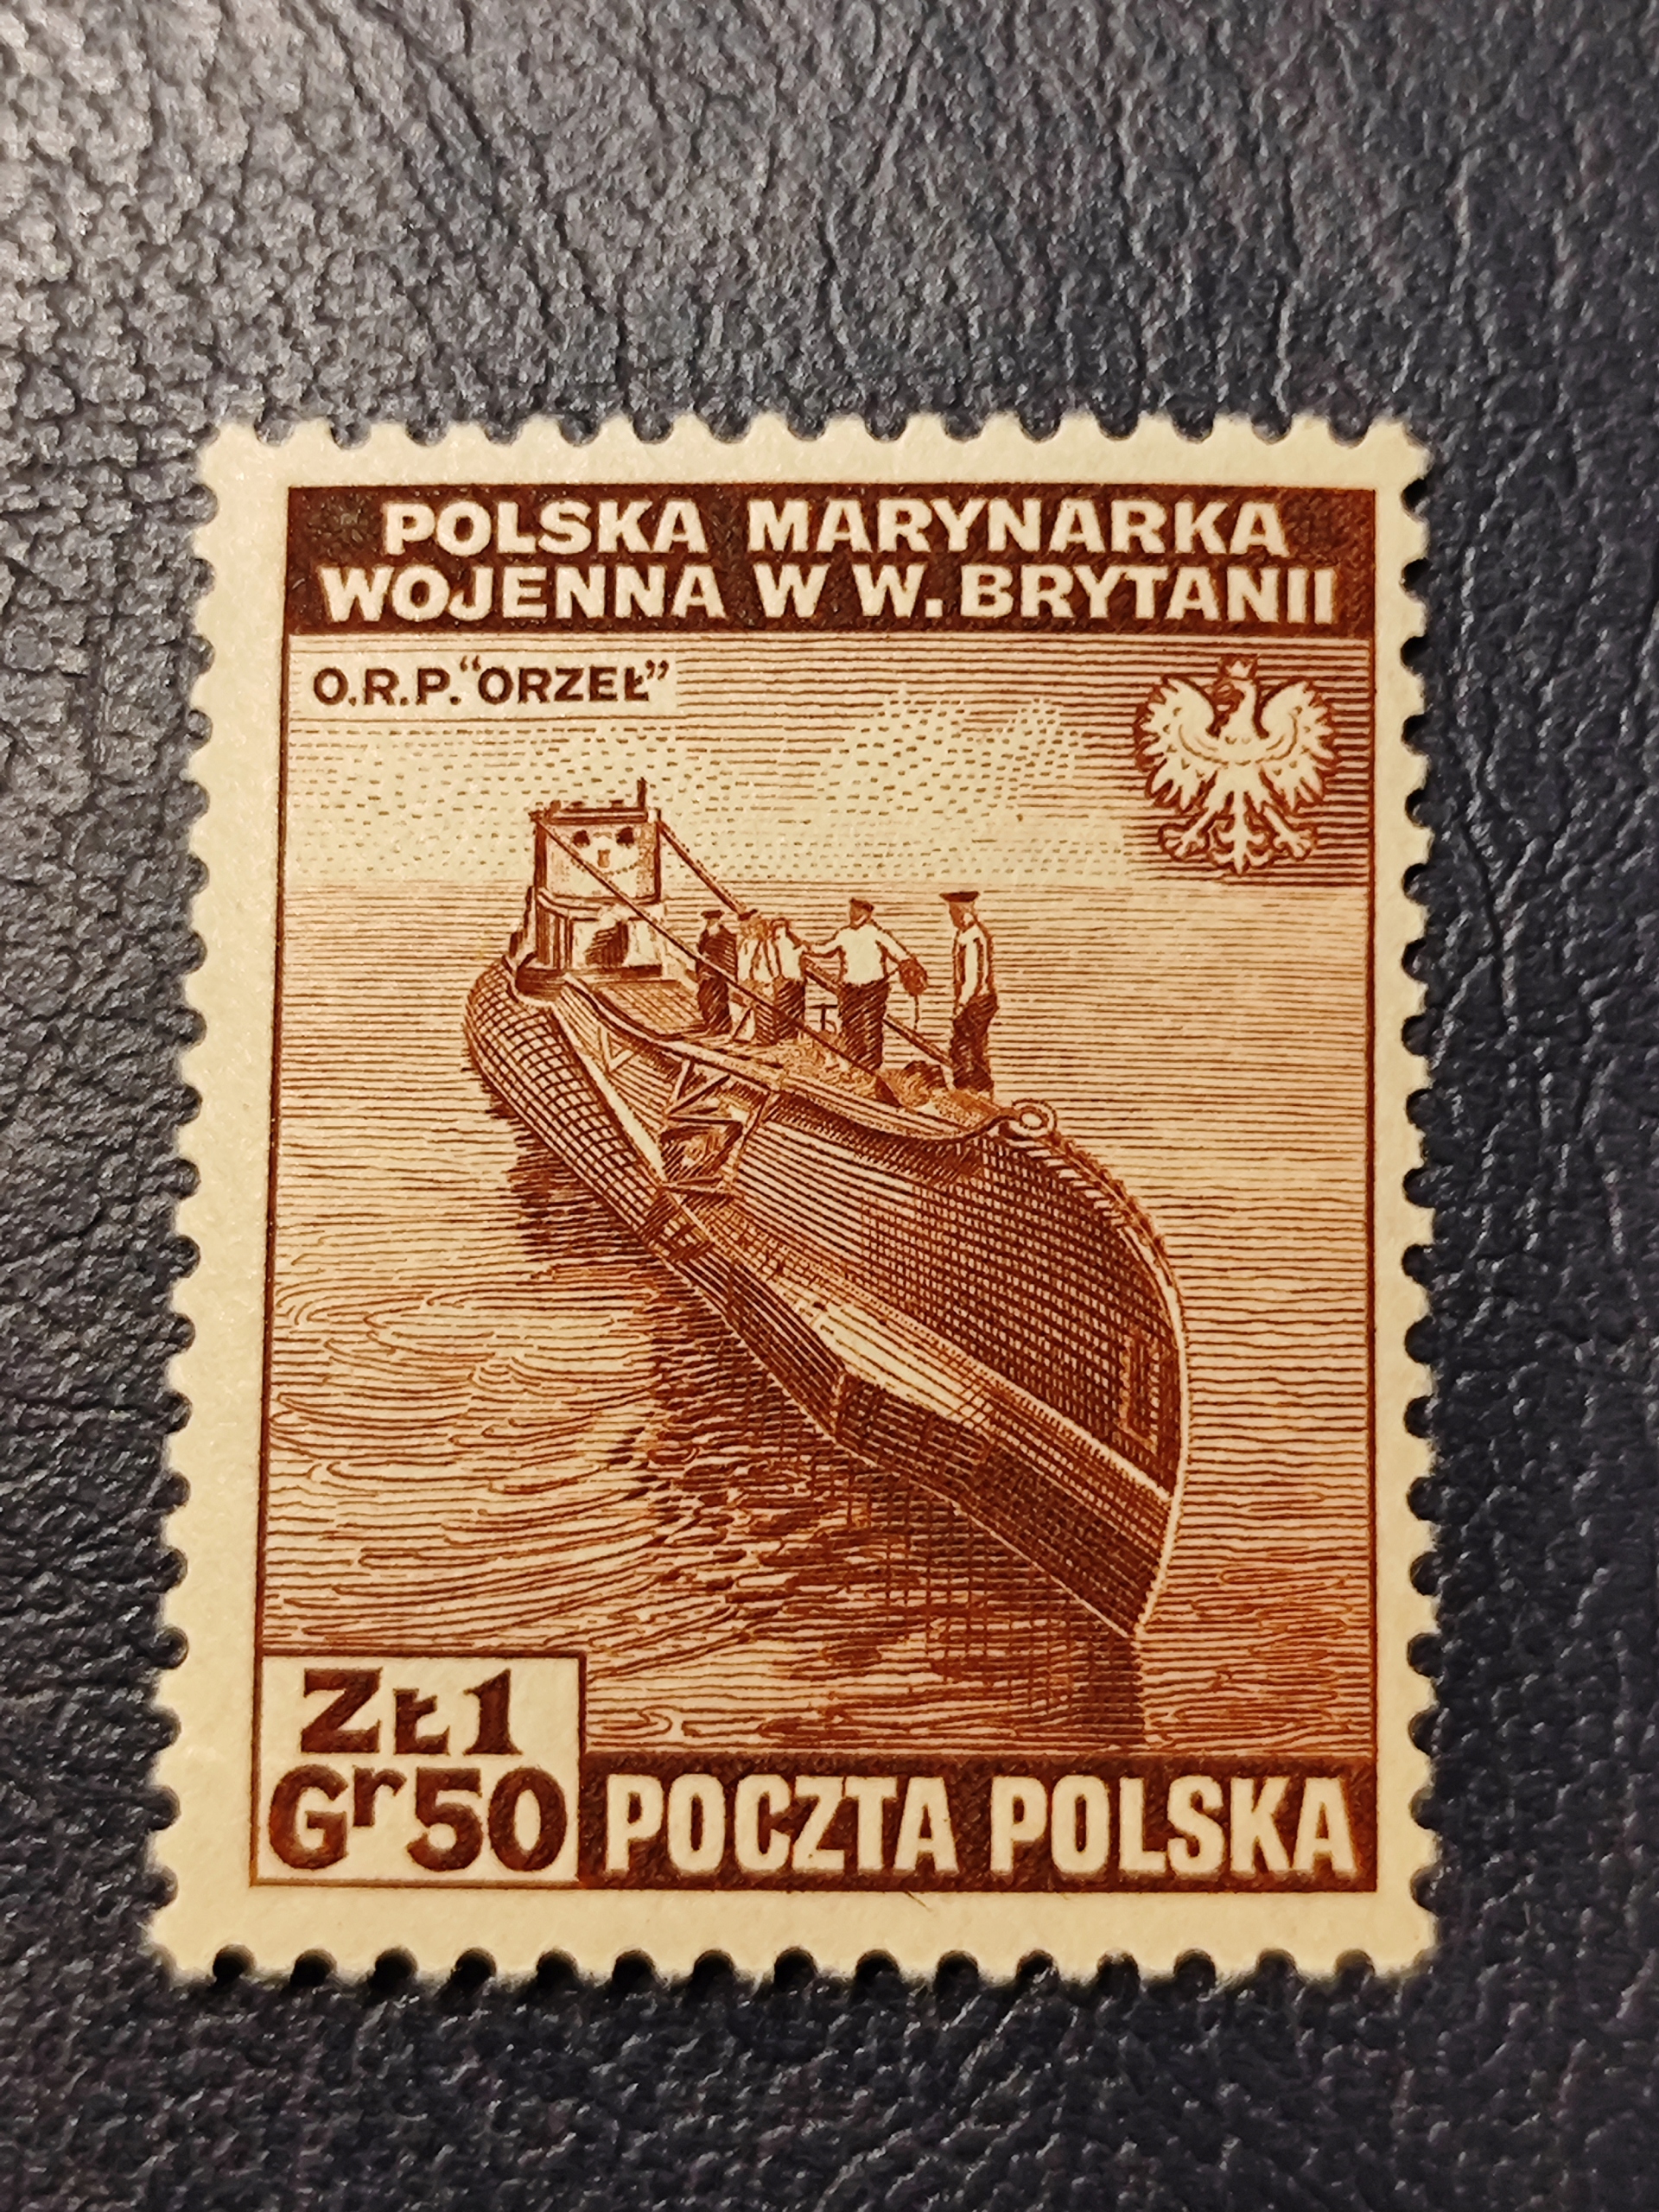 POLSKA MARYNARKA
WOJENNA W W. BRYTANII
O.R.P. "ORZEŁ"
ZŁ 1
Gr 50
POCZTA POLSKA